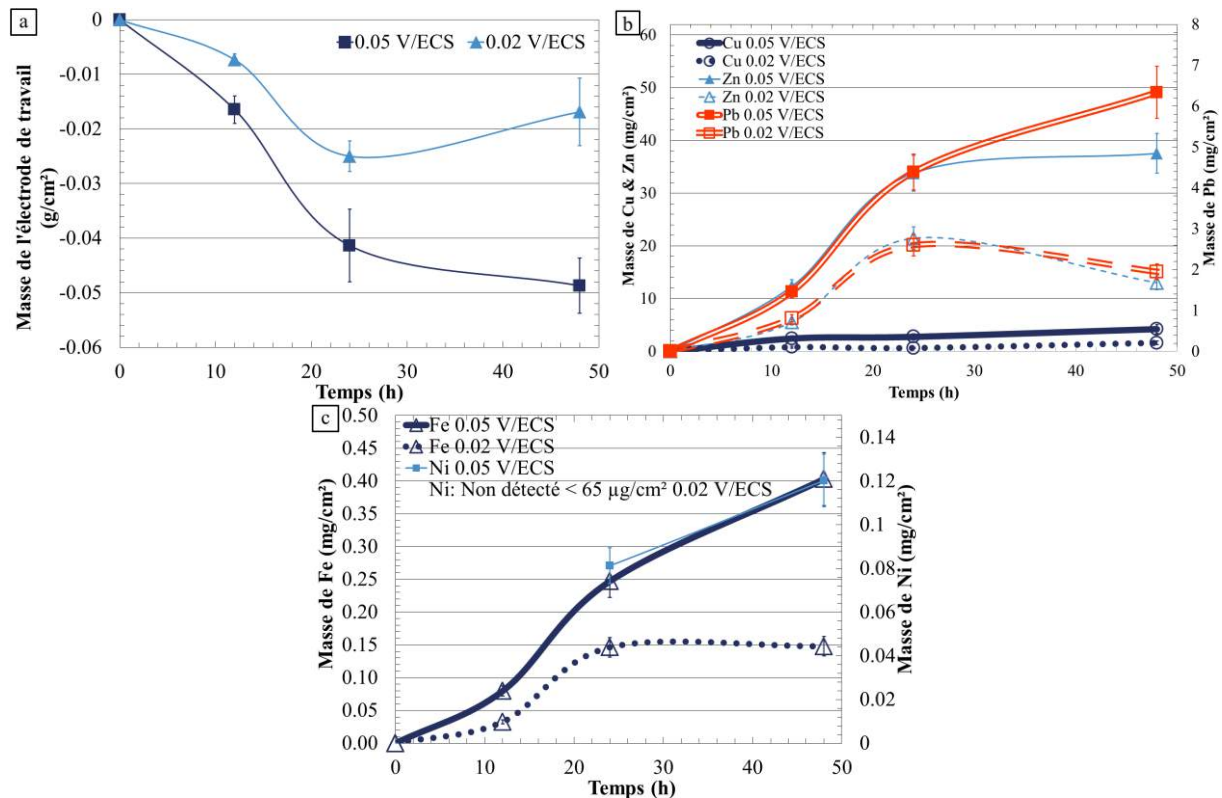 a
0
-0.01
-0.02
-0.03
-0.04
-0.05
-0.06
0.05 V/ECS
0.02 V/ECS
Masse de l'électrode de travail
(g/cm²)
0 10 20 30 40 50
Temps (h)
b
60
50
40
30
20
10
0
Cu 0.05 V/ECS
Cu 0.02 V/ECS
Zn 0.05 V/ECS
Zn 0.02 V/ECS
Pb 0.05 V/ECS
Pb 0.02 V/ECS
8
7
6
5
4
3
2
1
0
Masse de Cu & Zn (mg/cm²)
Masse de Pb (mg/cm²)
0 10 20 30 40 50
Temps (h)
c
0.50
0.45
0.40
0.35
0.30
0.25
0.20
0.15
0.10
0.05
0.00
Fe 0.05 V/ECS
Fe 0.02 V/ECS
Ni 0.05 V/ECS
Ni: Non détecté < 65 µg/cm² 0.02 V/ECS
0.14
0.12
0.1
0.08
0.06
0.04
0.02
0
Masse de Fe (mg/cm²)
Masse de Ni (mg/cm²)
0 10 20 30 40 50
Temps (h)